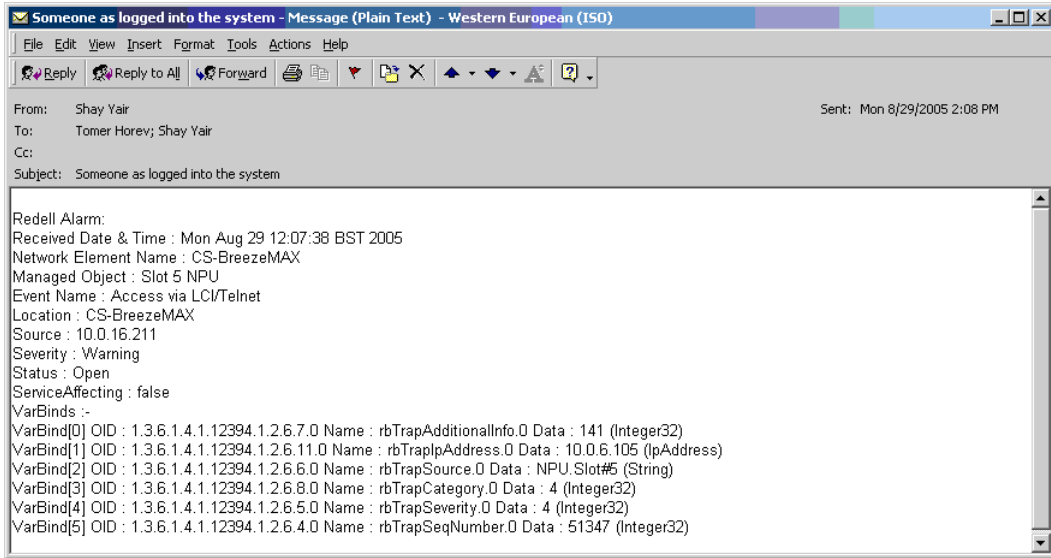 Someone as logged into the system - Message (Plain Text) - Western European (ISO)
File Edit View Insert Format Tools Actions Help
Reply Reply to All Forward
From: Shay Yair Sent: Mon 8/29/2005 2:08 PM
To: Tomer Horev; Shay Yair
Cc:
Subject: Someone as logged into the system
Redell Alarm:
Received Date & Time : Mon Aug 29 12:07:38 BST 2005
Network Element Name : CS-BreezeMAX
Managed Object : Slot 5 NPU
Event Name : Access via LCI/Telnet
Location : CS-BreezeMAX
Source : 10.0.16.211
Severity : Warning
Status : Open
ServiceAffecting : false
VarBinds :-
VarBind[0] OID : 1.3.6.1.4.1.12394.1.2.6.7.0 Name : rbTrapAdditionalInfo.0 Data : 141 (Integer32)
VarBind[1] OID : 1.3.6.1.4.1.12394.1.2.6.11.0 Name : rbTrapIpAddress.0 Data : 10.0.6.105 (IpAddress)
VarBind[2] OID : 1.3.6.1.4.1.12394.1.2.6.6.0 Name : rbTrapSource.0 Data : NPU.Slot#5 (String)
VarBind[3] OID : 1.3.6.1.4.1.12394.1.2.6.8.0 Name : rbTrapCategory.0 Data : 4 (Integer32)
VarBind[4] OID : 1.3.6.1.4.1.12394.1.2.6.5.0 Name : rbTrapSeverity.0 Data : 4 (Integer32)
VarBind[5] OID : 1.3.6.1.4.1.12394.1.2.6.4.0 Name : rbTrapSeqNumber.0 Data : 51347 (Integer32)